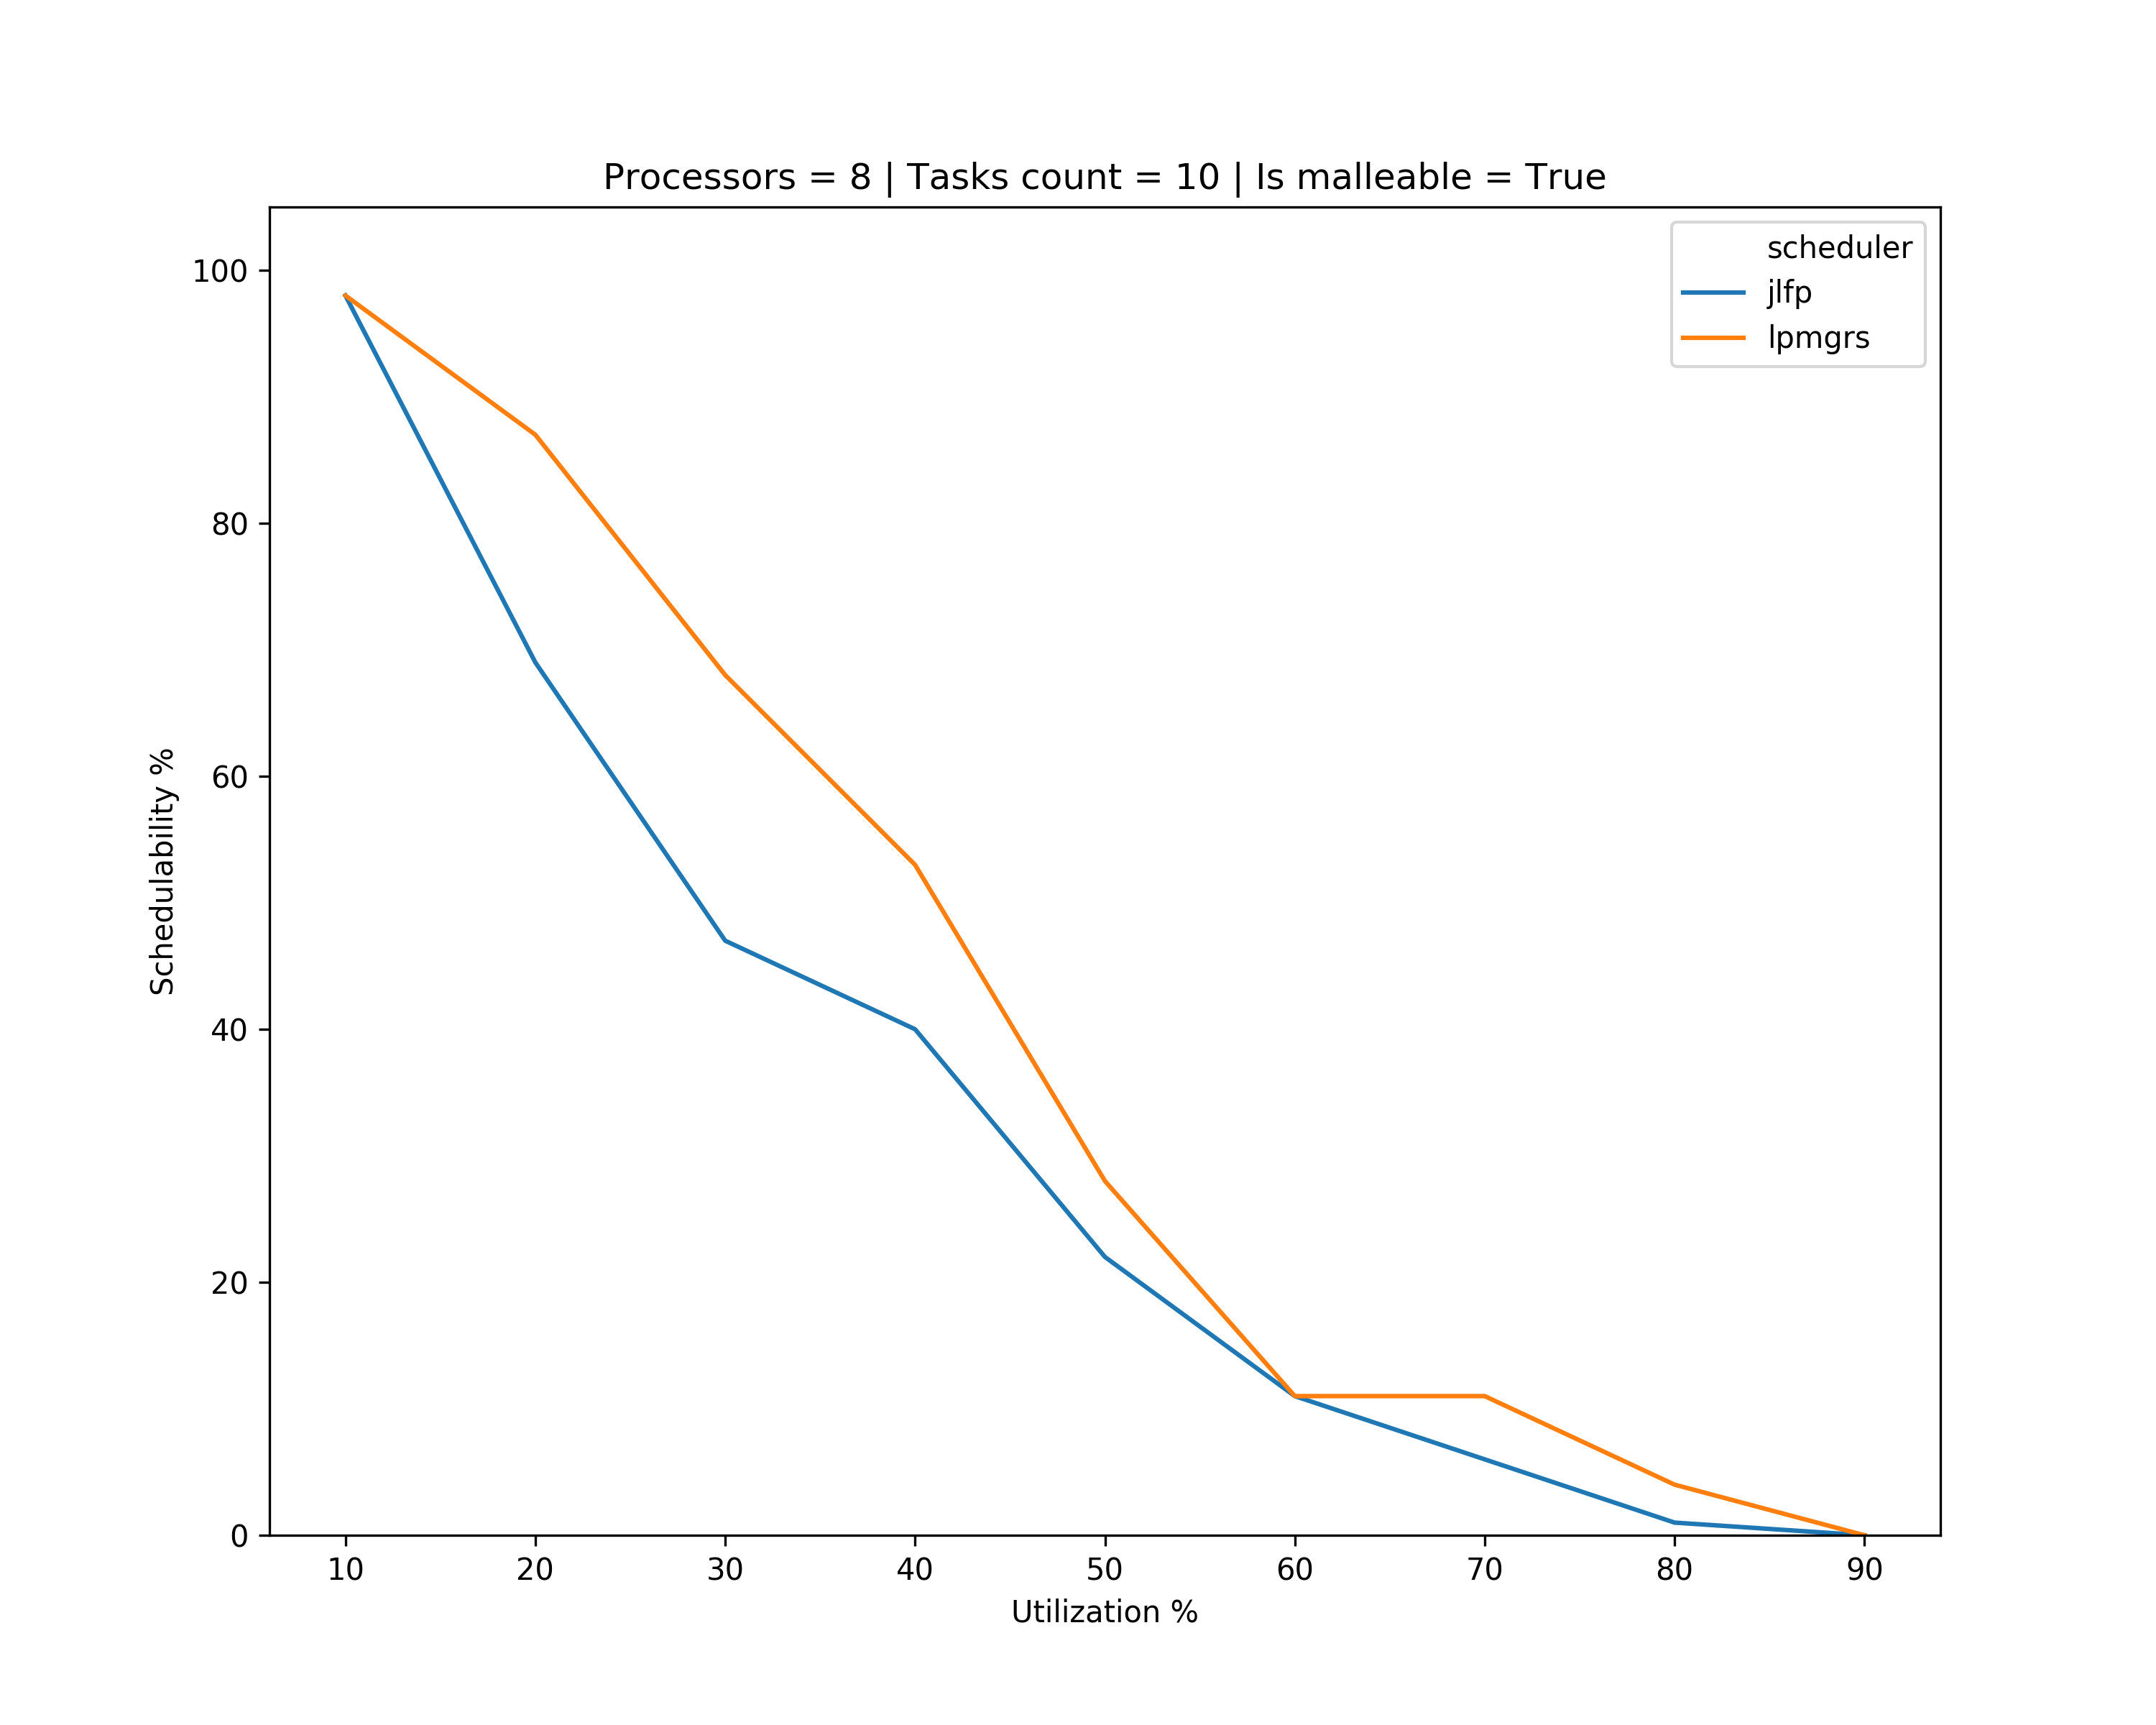 Processors = 8 | Tasks count = 10 | Is malleable = True
scheduler
jlfp
lpmgrs
Schedulability %
100
80
60
40
20
0
10 20 30 40 50 60 70 80 90
Utilization %